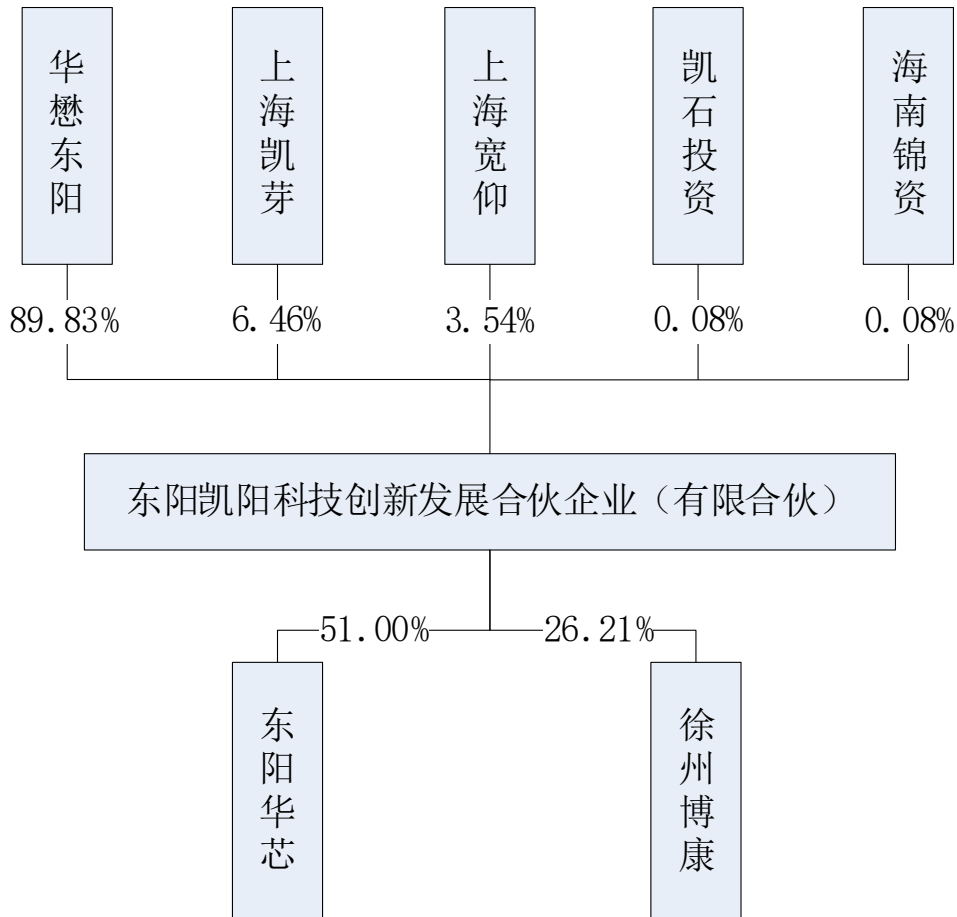 华懋东阳
上海凯芽
上海宽仰
凯石投资
海南锦资
89.83%
6.46%
3.54%
0.08%
0.08%
东阳凯阳科技创新发展合伙企业（有限合伙）
51.00%
26.21%
东阳华芯
徐州博康